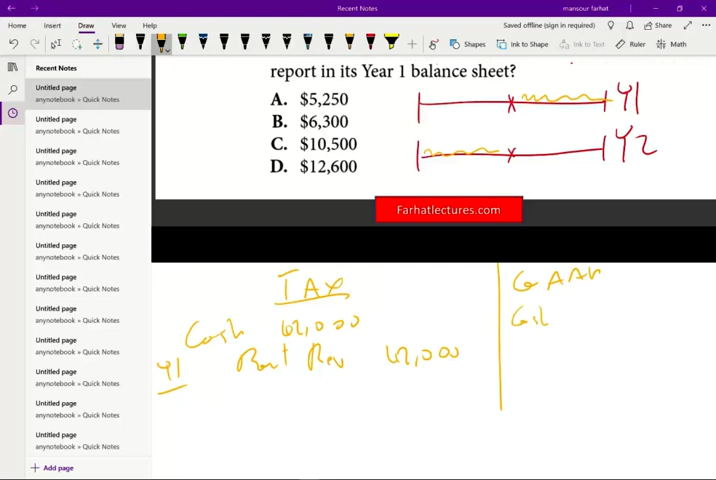 Recent Notes
mansour farhat
Home Insert Draw View Help
Saved offline (sign in required) Share
Shapes Ink to Shape Ink to Text Ruler Math
Recent Notes
Untitled page
anynotebook » Quick Notes
Untitled page
anynotebook » Quick Notes
Untitled page
anynotebook » Quick Notes
Untitled page
anynotebook » Quick Notes
Untitled page
anynotebook » Quick Notes
Untitled page
anynotebook » Quick Notes
Untitled page
anynotebook » Quick Notes
Untitled page
anynotebook » Quick Notes
Untitled page
anynotebook » Quick Notes
Untitled page
anynotebook » Quick Notes
Untitled page
anynotebook » Quick Notes
Untitled page
anynotebook » Quick Notes
Add page
report in its Year 1 balance sheet?
A. $5,250
B. $6,300
C. $10,500
D. $12,600
Y1
Y2
Farhatlectures.com
TAX
Cash 42,000
Y1 Rent Rev 42,000
GAAP